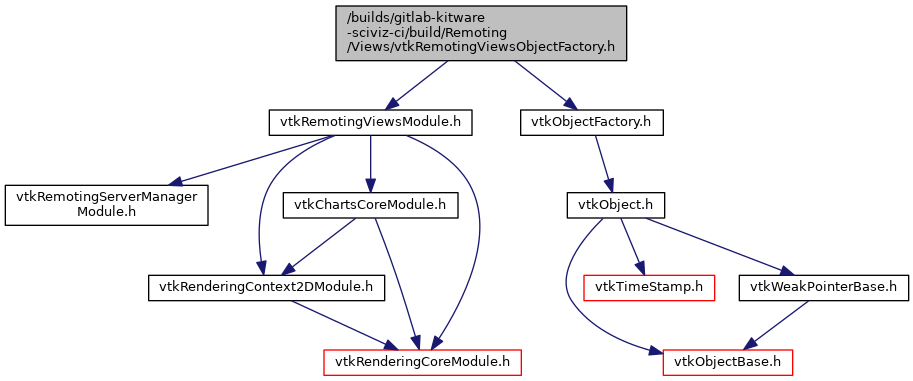 /builds/gitlab-kitware
-sciviz-ci/build/Remoting
/Views/vtkRemotingViewsObjectFactory.h
vtkRemotingViewsModule.h
vtkObjectFactory.h
vtkRemotingServerManager
Module.h
vtkChartsCoreModule.h
vtkObject.h
vtkRenderingContext2DModule.h
vtkTimeStamp.h
vtkWeakPointerBase.h
vtkRenderingCoreModule.h
vtkObjectBase.h